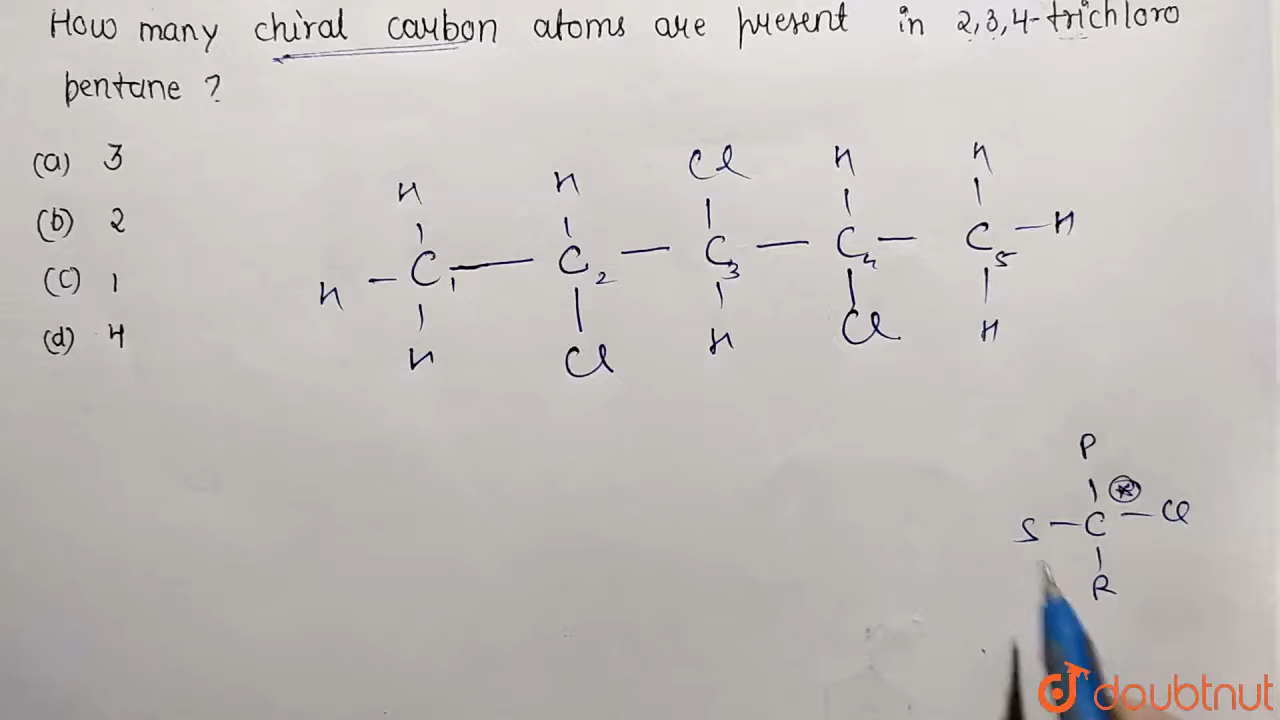 How many chiral carbon atoms are present in 2,3,4-trichloro
pentane ?
(a) 3
(b) 2
(c) 1
(d) 4
H H Cl H H
H - C1 - C2 - C3 - C4 - C5 - H
H Cl H Cl H
P
S - C* - Cl
R
doubtnut